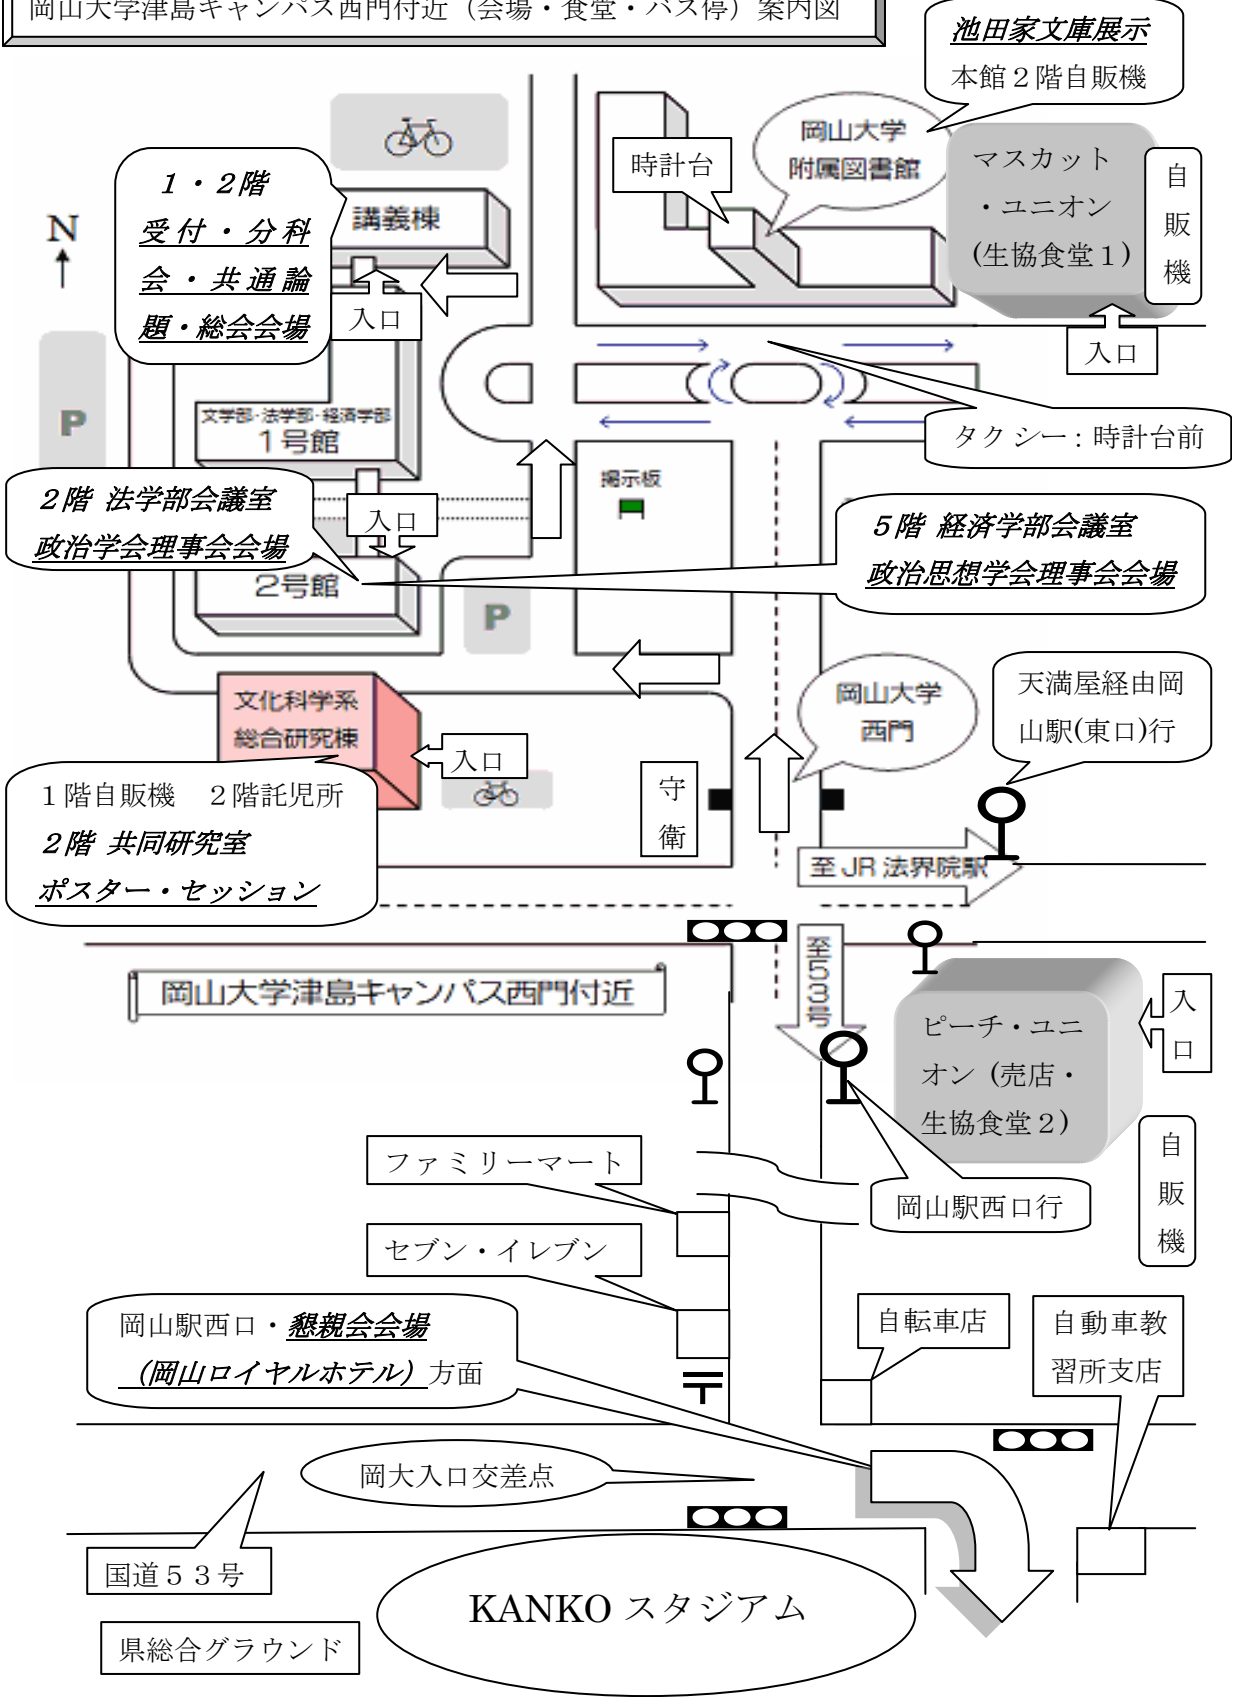 岡山大学津島キャンパス西門付近（会場・食堂・バス停）案内図
池田家文庫展示
本館２階自販機
岡山大学
附属図書館
時計台
マスカット
・ユニオン
(生協食堂１)
自
販
機
１・２階
受付・分科
会・共通論
題・総会会場
講義棟
N
入口
入口
P
文学部・法学部・経済学部
１号館
タクシー：時計台前
掲示板
２階 法学部会議室
政治学会理事会会場
入口
５階 経済学部会議室
政治思想学会理事会会場
２号館
P
文化科学系
総合研究棟
入口
岡山大学
西門
天満屋経由岡
山駅(東口)行
守
衛
１階自販機　２階託児所
２階 共同研究室
ポスター・セッション
至JR法界院駅
至
5
3
号
岡山大学津島キャンパス西門付近
ピーチ・ユニ
オン（売店・
生協食堂２)
入
口
自
販
機
ファミリーマート
岡山駅西口行
セブン・イレブン
岡山駅西口・懇親会会場
（岡山ロイヤルホテル）方面
〒
自転車店
自動車教
習所支店
岡大入口交差点
国道５３号
KANKO スタジアム
県総合グラウンド